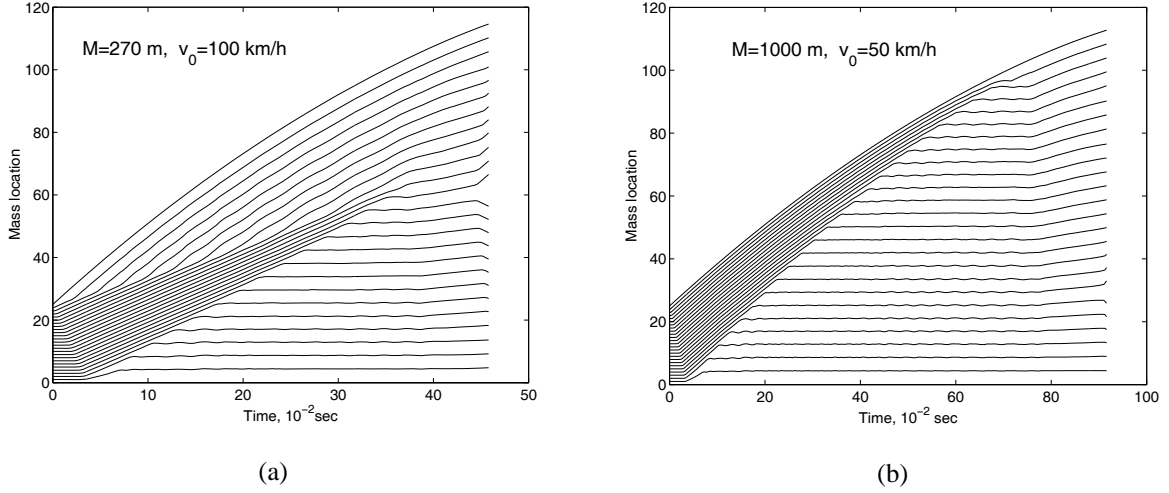 120
100
80
60
40
20
0
Mass location
M=270 m, v0=100 km/h
0 10 20 30 40 50
Time, 10^-2sec
(a)
120
100
80
60
40
20
0
Mass location
M=1000 m, v0=50 km/h
0 20 40 60 80 100
Time, 10^-2 sec
(b)